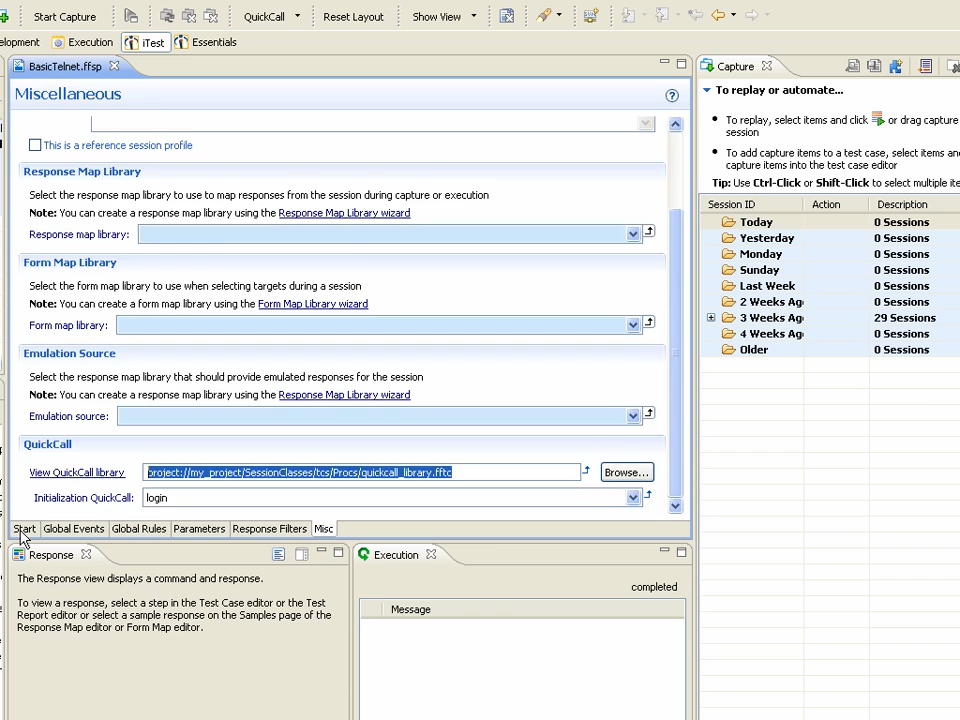 Start Capture QuickCall Reset Layout Show View
elopment Execution iTest Essentials
BasicTelnet.ffsp
Miscellaneous
This is a reference session profile
Response Map Library
Select the response map library to use to map responses from the session during capture or execution
Note: You can create a response map library using the Response Map Library wizard
Response map library:
Form Map Library
Select the form map library to use when selecting targets during a session
Note: You can create a form map library using the Form Map Library wizard
Form map library:
Emulation Source
Select the response map library that should provide emulated responses for the session
Note: You can create a response map library using the Response Map Library wizard
Emulation source:
QuickCall
View QuickCall library project://my_project/SessionClasses/tcs/Procs/quickcall_library.fftc Browse...
Initialization QuickCall: login
Start Global Events Global Rules Parameters Response Filters Misc
Response
The Response view displays a command and response.
To view a response, select a step in the Test Case editor or the Test
Report editor or select a sample response on the Samples page of the
Response Map editor or Form Map editor.
Execution
completed
Message
Capture
To replay or automate...
To replay, select items and click or drag capture
session
To add capture items to a test case, select items an
capture items into the test case editor
Tip: Use Ctrl-Click or Shift-Click to select multiple ite
Session ID Action Description
Today 0 Sessions
Yesterday 0 Sessions
Monday 0 Sessions
Sunday 0 Sessions
Last Week 0 Sessions
2 Weeks Ag 0 Sessions
3 Weeks Ag 29 Sessions
4 Weeks Ag 0 Sessions
Older 0 Sessions